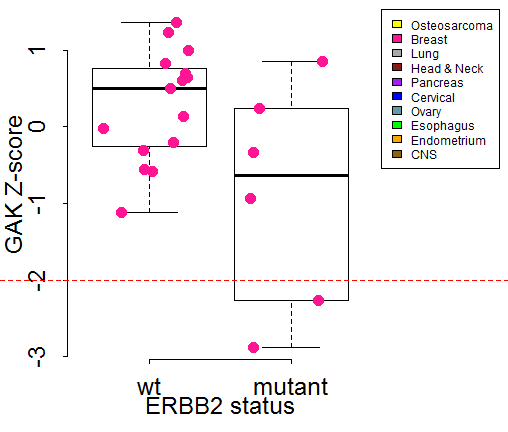 GAK Z-score
1
0
-1
-2
-3
wt
mutant
ERBB2 status
Osteosarcoma
Breast
Lung
Head & Neck
Pancreas
Cervical
Ovary
Esophagus
Endometrium
CNS